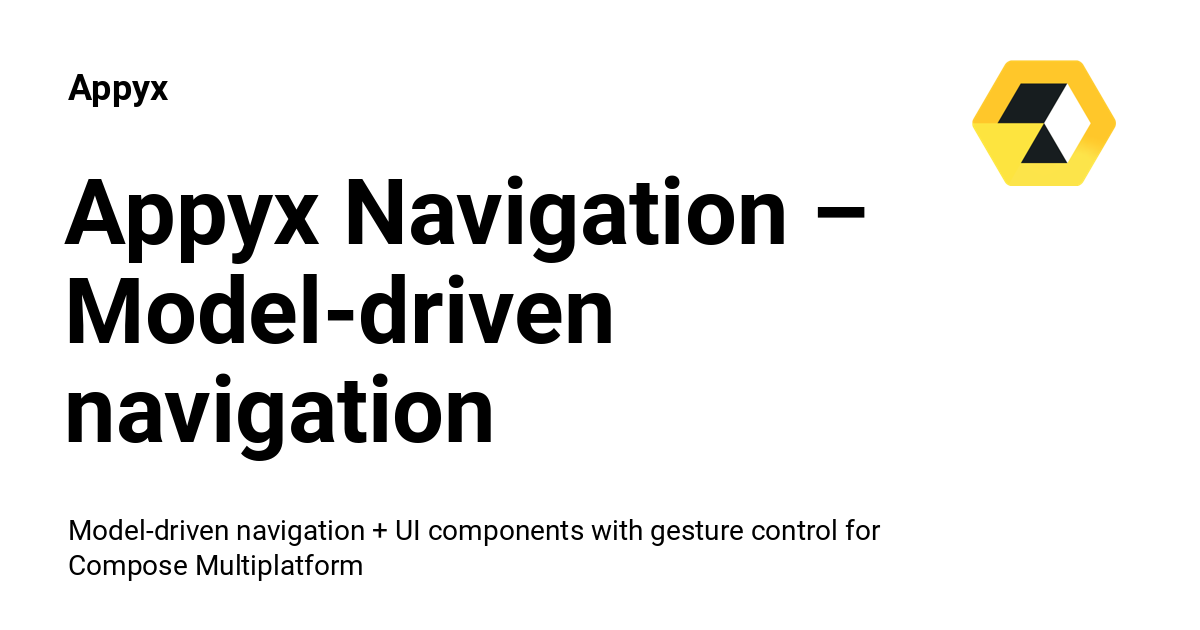 Appyx
Appyx Navigation –
Model-driven
navigation
Model-driven navigation + UI components with gesture control for
Compose Multiplatform